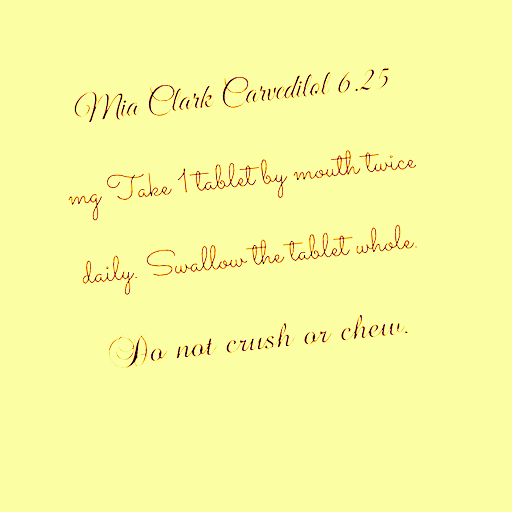 Mia Clark Carvedilol 6.25
mg Take 1 tablet by mouth twice
daily. Swallow the tablet whole.
Do not crush or chew.